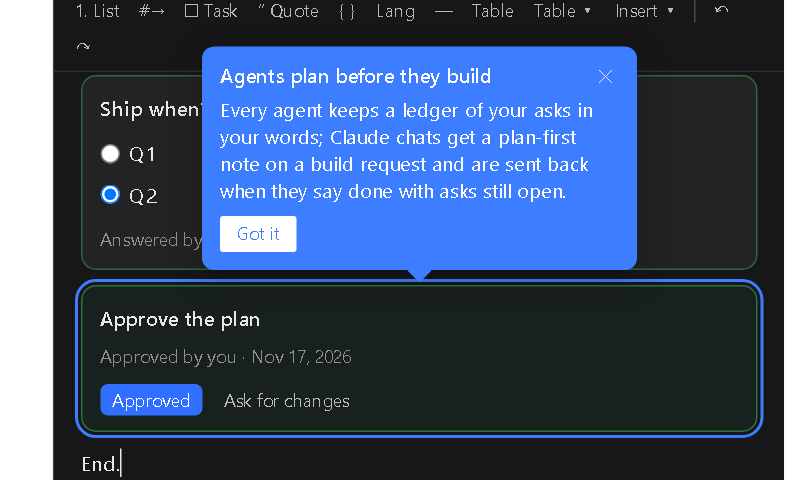 1. List #→ ☐ Task “ Quote { } Lang — Table Table ▾ Insert ▾ ↶
↷
Agents plan before they build
Every agent keeps a ledger of your asks in
your words; Claude chats get a plan-first
note on a build request and are sent back
when they say done with asks still open.
Got it
Ship when?
Q1
Q2
Answered by
Approve the plan
Approved by you · Nov 17, 2026
Approved Ask for changes
End.